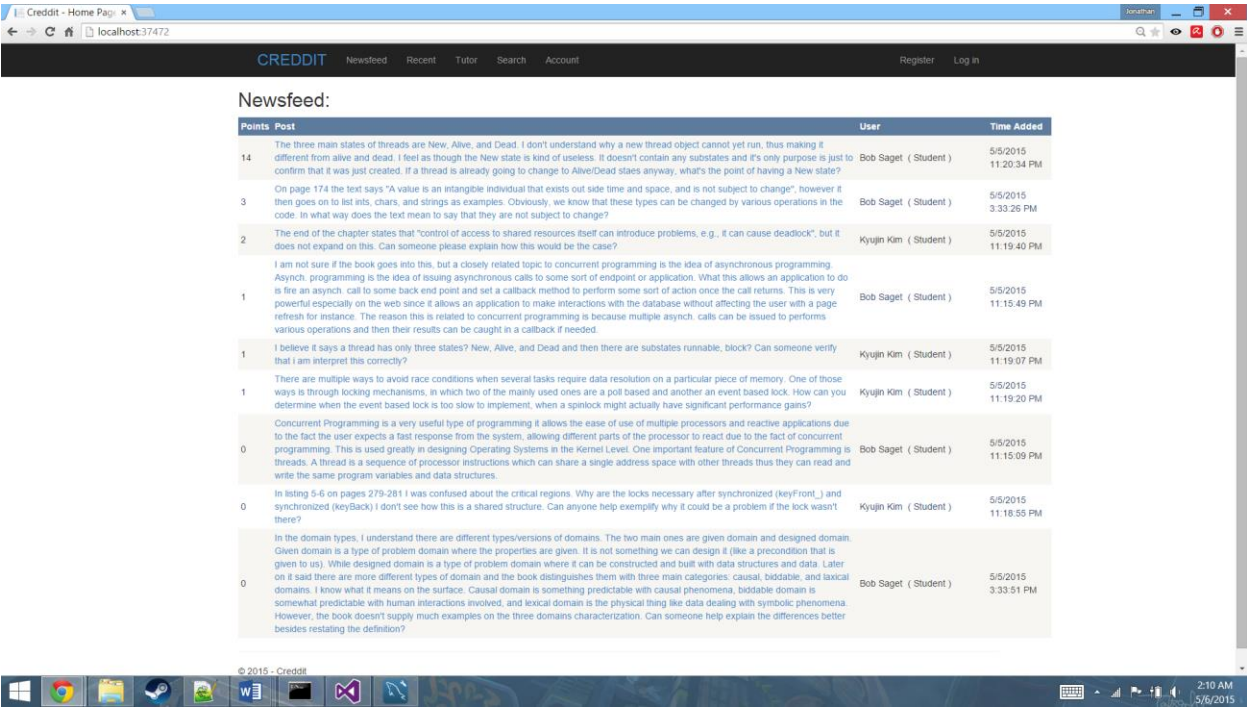 Creddit - Home Page
Jonathan
localhost:37472
CREDDIT Newsfeed Recent Tutor Search Account Register Log in
Newsfeed:
Points Post User Time Added
The three main states of threads are New, Alive, and Dead. I don't understand why a new thread object cannot yet run, thus making it
different from alive and dead. I feel as though the New state is kind of useless. It doesn't contain any substates and it's only purpose is just to
confirm that it was just created. If a thread is already going to change to Alive/Dead staes anyway, what's the point of having a New state?
14 Bob Saget ( Student ) 5/5/2015
11:20:34 PM
On page 174 the text says "A value is an intangible individual that exists out side time and space, and is not subject to change", however it
then goes on to list ints, chars, and strings as examples. Obviously, we know that these types can be changed by various operations in the
code. In what way does the text mean to say that they are not subject to change?
3 Bob Saget ( Student ) 5/5/2015
3:33:26 PM
The end of the chapter states that "control of access to shared resources itself can introduce problems, e.g., it can cause deadlock", but it
does not expand on this. Can someone please explain how this would be the case?
2 Kyujin Kim ( Student ) 5/5/2015
11:19:40 PM
I am not sure if the book goes into this, but a closely related topic to concurrent programming is the idea of asynchronous programming.
Asynch. programming is the idea of issuing asynchronous calls to some sort of endpoint or application. What this allows an application to do
is fire an asynch. call to some back end point and set a callback method to perform some sort of action once the call returns. This is very
powerful especially on the web since it allows an application to make interactions with the database without affecting the user with a page
refresh for instance. The reason this is related to concurrent programming is because multiple asynch. calls can be issued to performs
various operations and then their results can be caught in a callback if needed.
1 Bob Saget ( Student ) 5/5/2015
11:15:49 PM
I believe it says a thread has only three states? New, Alive, and Dead and then there are substates runnable, block? Can someone verify
that i am interpret this correctly?
1 Kyujin Kim ( Student ) 5/5/2015
11:19:07 PM
There are multiple ways to avoid race conditions when several tasks require data resolution on a particular piece of memory. One of those
ways is through locking mechanisms, in which two of the mainly used ones are a poll based and another an event based lock. How can you
determine when the event based lock is too slow to implement, when a spinlock might actually have significant performance gains?
1 Kyujin Kim ( Student ) 5/5/2015
11:19:20 PM
Concurrent Programming is a very useful type of programming it allows the ease of use of multiple processors and reactive applications due
to the fact the user expects a fast response from the system, allowing different parts of the processor to react due to the fact of concurrent
programming. This is used greatly in designing Operating Systems in the Kernel Level. One important feature of Concurrent Programming is
threads. A thread is a sequence of processor instructions which can share a single address space with other threads thus they can read and
write the same program variables and data structures.
0 Bob Saget ( Student ) 5/5/2015
11:15:09 PM
In listing 5-6 on pages 279-281 I was confused about the critical regions. Why are the locks necessary after synchronized (keyFront_) and
synchronized (keyBack) I don't see how this is a shared structure. Can anyone help exemplify why it could be a problem if the lock wasn't
there?
0 Kyujin Kim ( Student ) 5/5/2015
11:18:55 PM
In the domain types, I understand there are different types/versions of domains. The two main ones are given domain and designed domain.
Given domain is a type of problem domain where the properties are given. It is not something we can design it (like a precondition that is
given to us). While designed domain is a type of problem domain where it can be constructed and built with data structures and data. Later
on it said there are more different types of domain and the book distinguishes them with three main categories: causal, biddable, and laxical
domains. I know what it means on the surface. Causal domain is something predictable with causal phenomena, biddable domain is
somewhat predictable with human interactions involved, and lexical domain is the physical thing like data dealing with symbolic phenomena.
However, the book doesn't supply much examples on the three domains characterization. Can someone help explain the differences better
besides restating the definition?
0 Bob Saget ( Student ) 5/5/2015
3:33:51 PM
© 2015 - Creddit
2:10 AM
5/6/2015